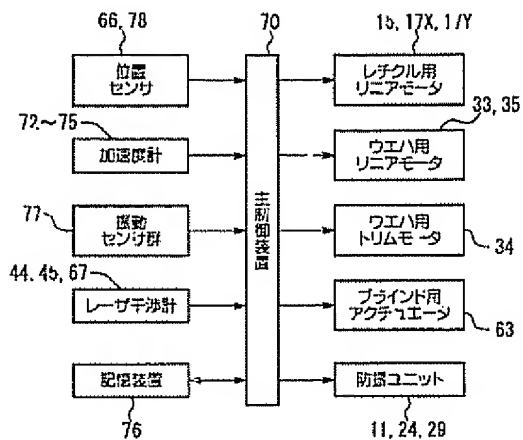 66, 78
位置
センサ
72~75
加速度計
77
振動
センサ群
44, 45, 67
レーザ干渉計
記憶装置
76
70
主制御装置
15, 17X, 17Y
レチクル用
リニアモータ
33, 35
ウエハ用
リニアモータ
ウエハ用
トリムモータ
34
ブラインド用
アクチュエータ
63
防振ユニット
11, 24, 29